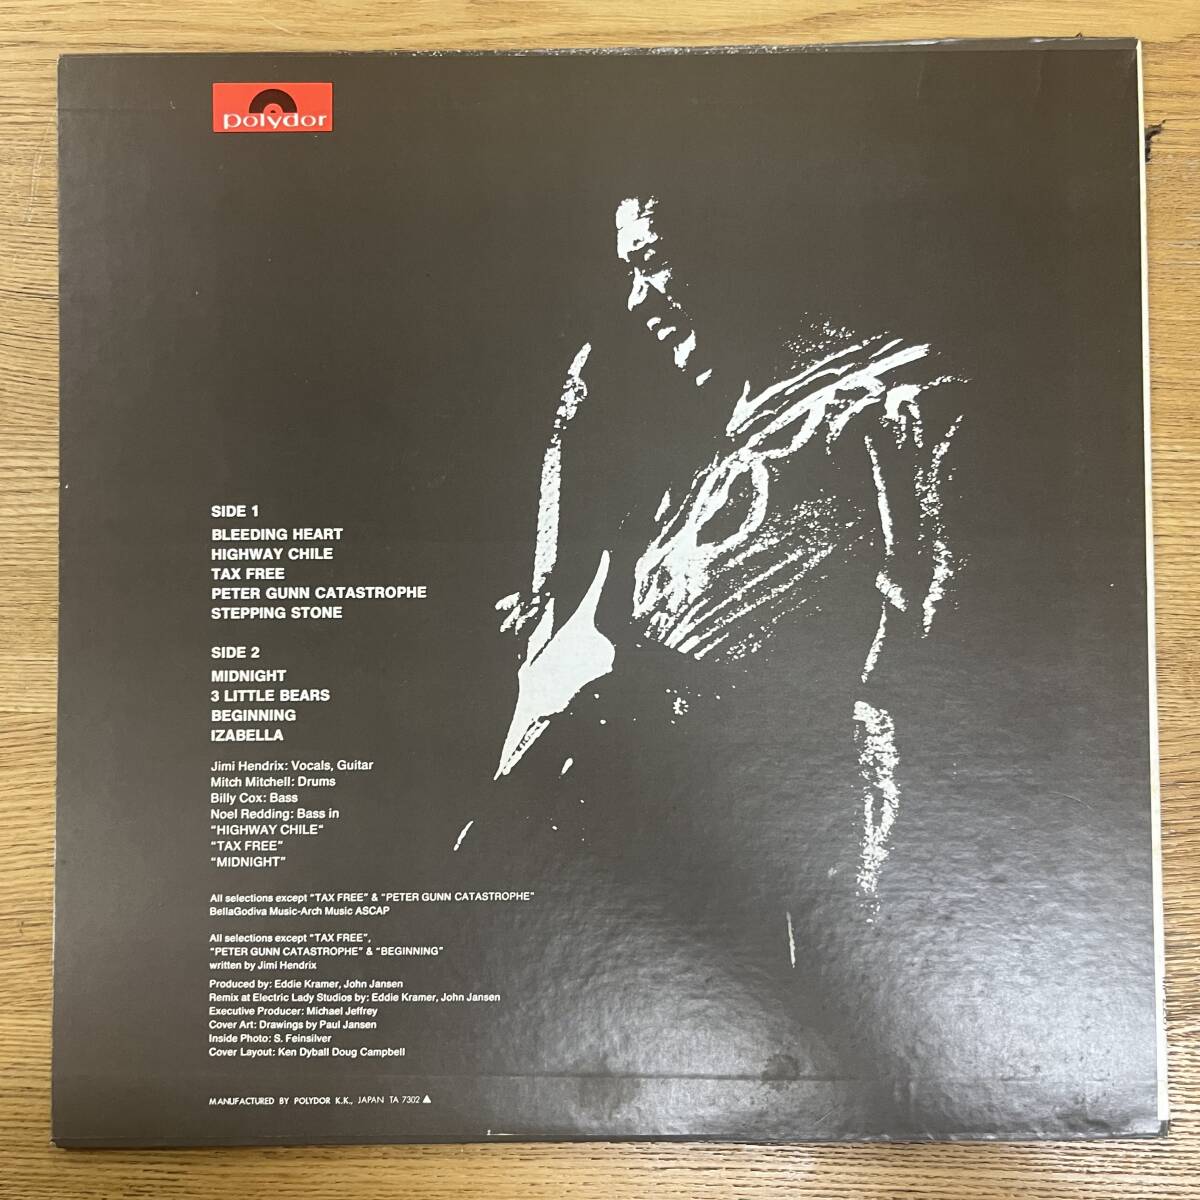 polydor
SIDE 1
BLEEDING HEART
HIGHWAY CHILE
TAX FREE
PETER GUNN CATASTROPHE
STEPPING STONE
SIDE 2
MIDNIGHT
3 LITTLE BEARS
BEGINNING
IZABELLA
Jimi Hendrix: Vocals, Guitar
Mitch Mitchell: Drums
Billy Cox: Bass
Noel Redding: Bass in
"HIGHWAY CHILE"
"TAX FREE"
"MIDNIGHT"
All selections except "TAX FREE" & "PETER GUNN CATASTROPHE"
BellaGodiva Music-Arch Music ASCAP
All selections except "TAX FREE",
"PETER GUNN CATASTROPHE" & "BEGINNING"
written by Jimi Hendrix
Produced by: Eddie Kramer, John Jansen
Remix at Electric Lady Studios by: Eddie Kramer, John Jansen
Executive Producer: Michael Jeffrey
Cover Art: Drawings by Paul Jansen
Inside Photo: S. Feinsilver
Cover Layout: Ken Dyball Doug Campbell
MANUFACTURED BY POLYDOR K.K., JAPAN TA 7302 ▲